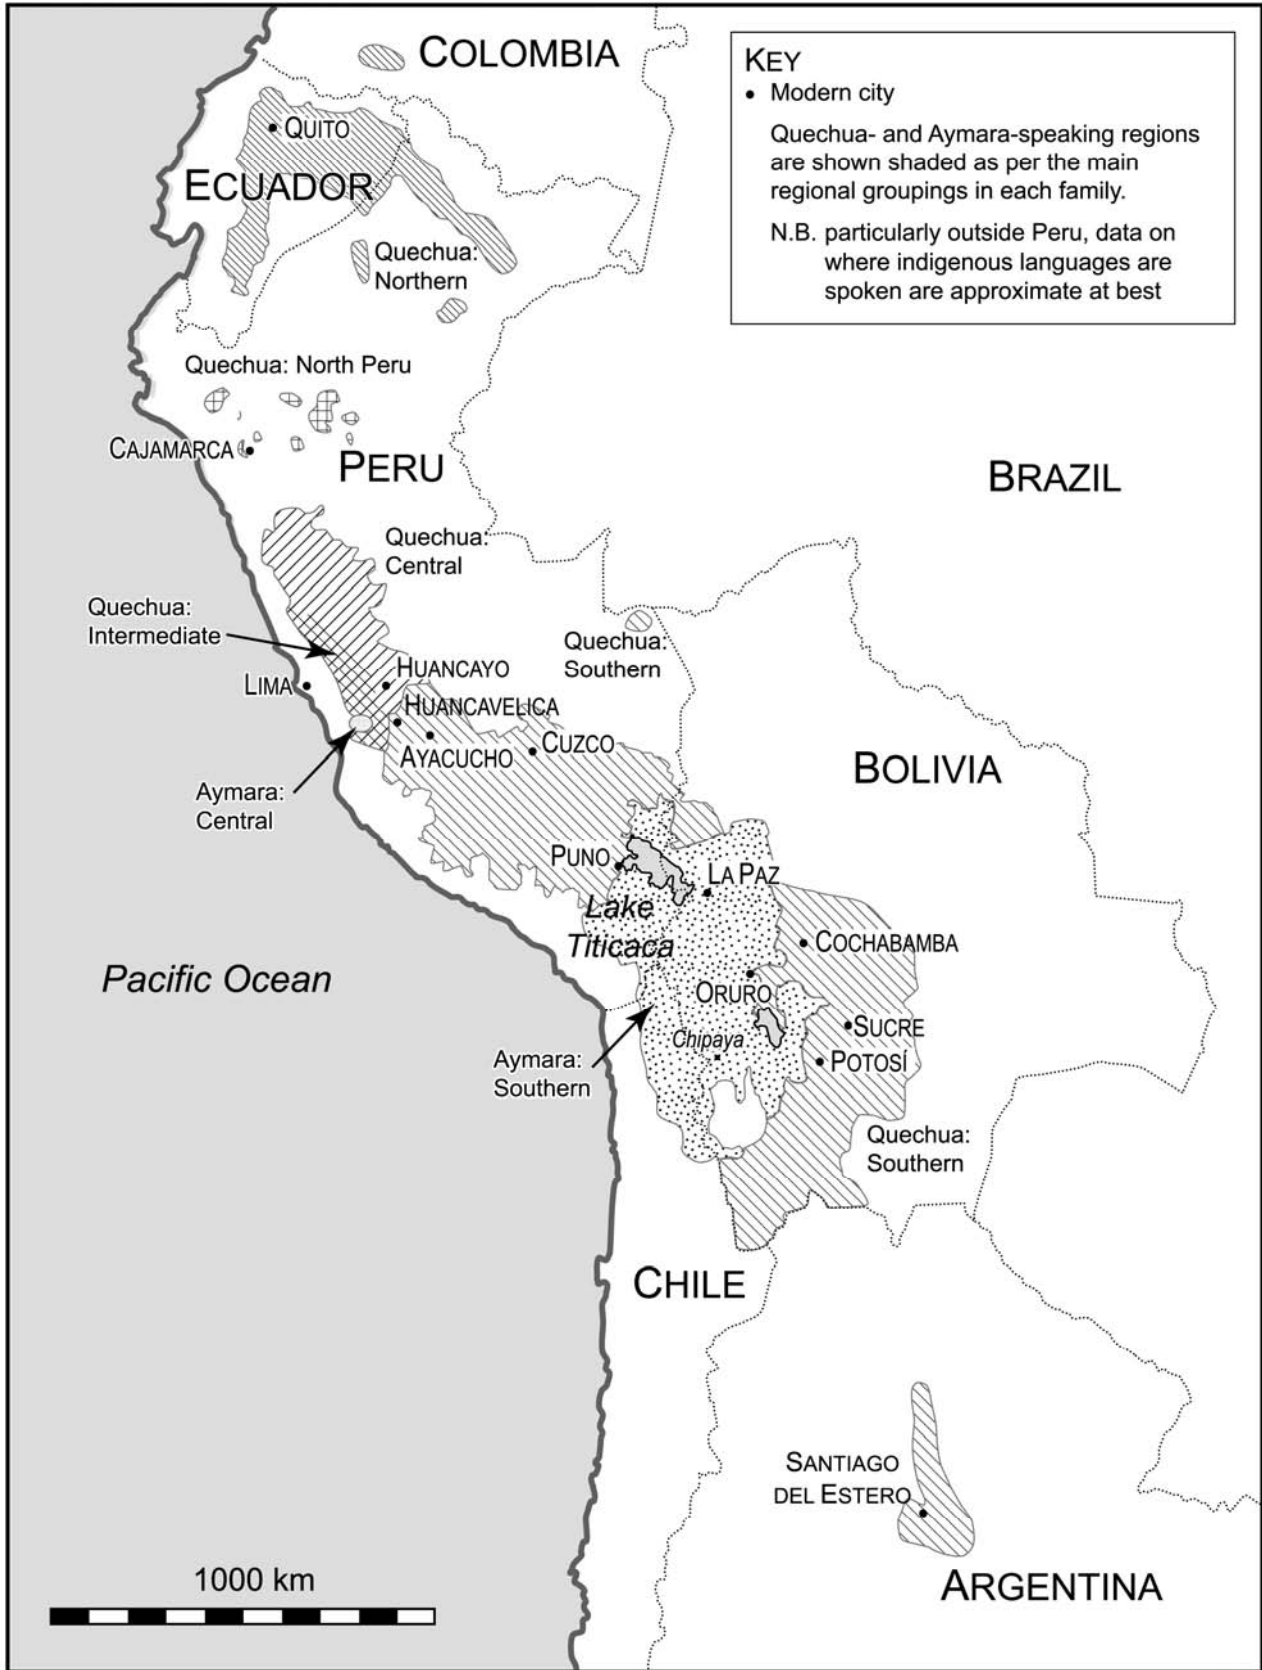 COLOMBIA
KEY
• Modern city
Quechua- and Aymara-speaking regions
are shown shaded as per the main
regional groupings in each family.
N.B. particularly outside Peru, data on
where indigenous languages are
spoken are approximate at best
QUITO
ECUADOR
Quechua:
Northern
Quechua: North Peru
CAJAMARCA
PERU
BRAZIL
Quechua:
Central
Quechua:
Intermediate
Quechua:
Southern
HUANCAYO
LIMA
HUANCAVELICA
AYACUCHO
CUZCO
BOLIVIA
Aymara:
Central
PUNO
LA PAZ
Lake
Titicaca
COCHABAMBA
Pacific Ocean
ORURO
SUCRE
Chipaya
POTOSÍ
Aymara:
Southern
Quechua:
Southern
CHILE
SANTIAGO
DEL ESTERO
1000 km
ARGENTINA